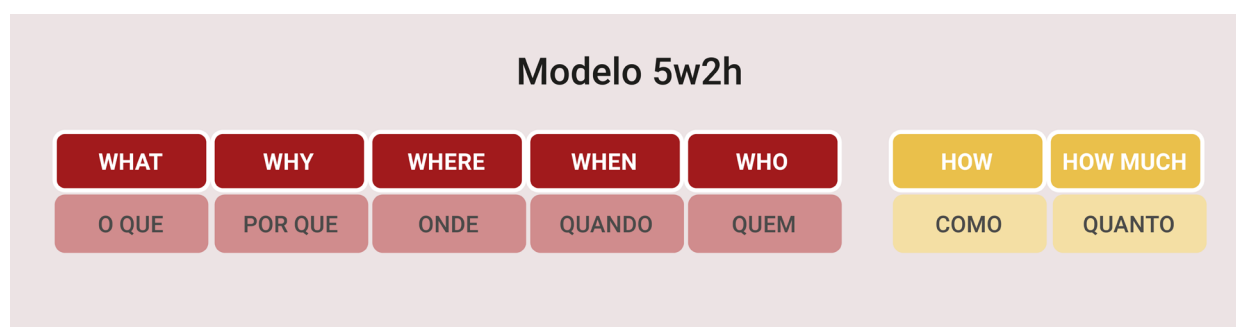 Modelo 5w2h
WHAT WHY WHERE WHEN WHO HOW HOW MUCH
O QUE POR QUE ONDE QUANDO QUEM COMO QUANTO